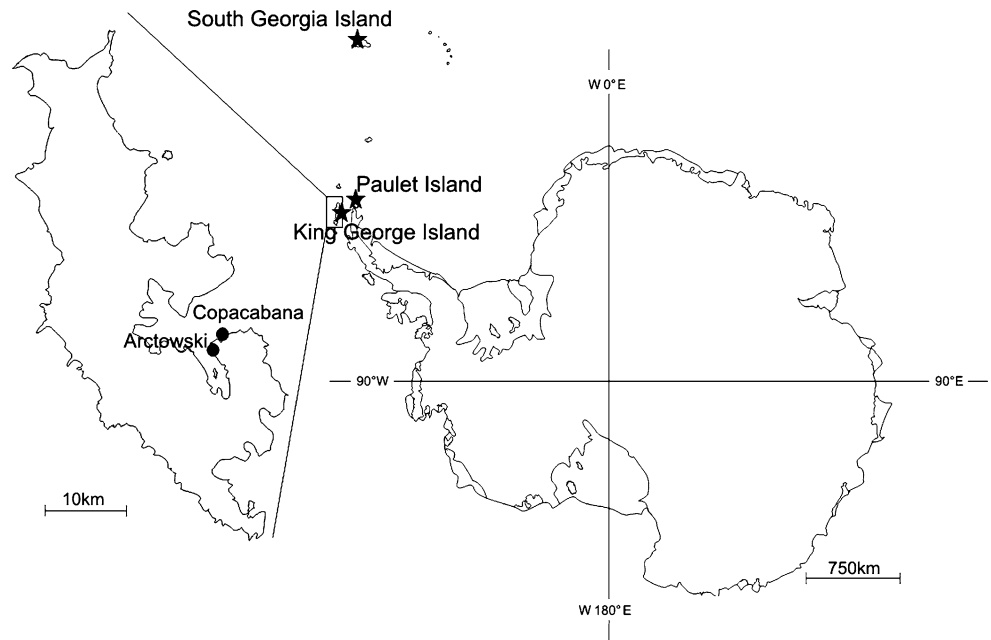 South Georgia Island
W 0°E
Paulet Island
King George Island
Copacabana
Arctowski
90°W
90°E
10km
750km
W 180°E